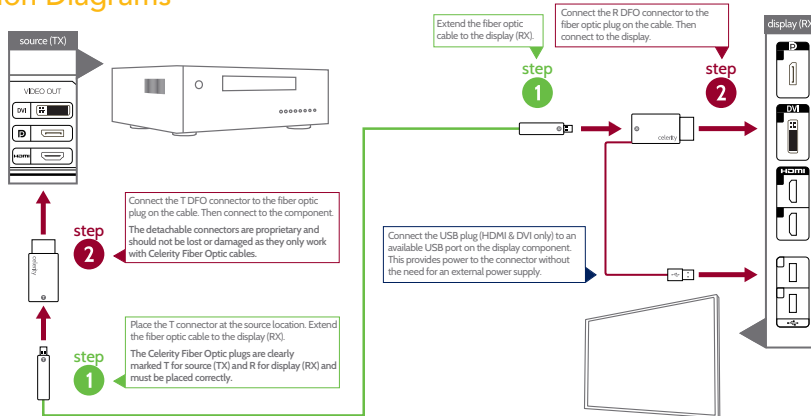 ion Diagrams
source (TX)
VIDEO OUT
DVI
HDMI
step
2
Connect the T DFO connector to the fiber optic
plug on the cable. Then connect to the component.
The detachable connectors are proprietary and
should not be lost or damaged as they only work
with Celerity Fiber Optic cables.
celerity
step
1
Place the T connector at the source location. Extend
the fiber optic cable to the display (RX).
The Celerity Fiber Optic plugs are clearly
marked T for source (TX) and R for display (RX) and
must be placed correctly.
Extend the fiber optic
cable to the display (RX).
step
1
Connect the R DFO connector to the
fiber optic plug on the cable. Then
connect to the display.
step
2
celerity
Connect the USB plug (HDMI & DVI only) to an
available USB port on the display component.
This provides power to the connector without
the need for an external power supply.
display (RX
DVI
HDMI